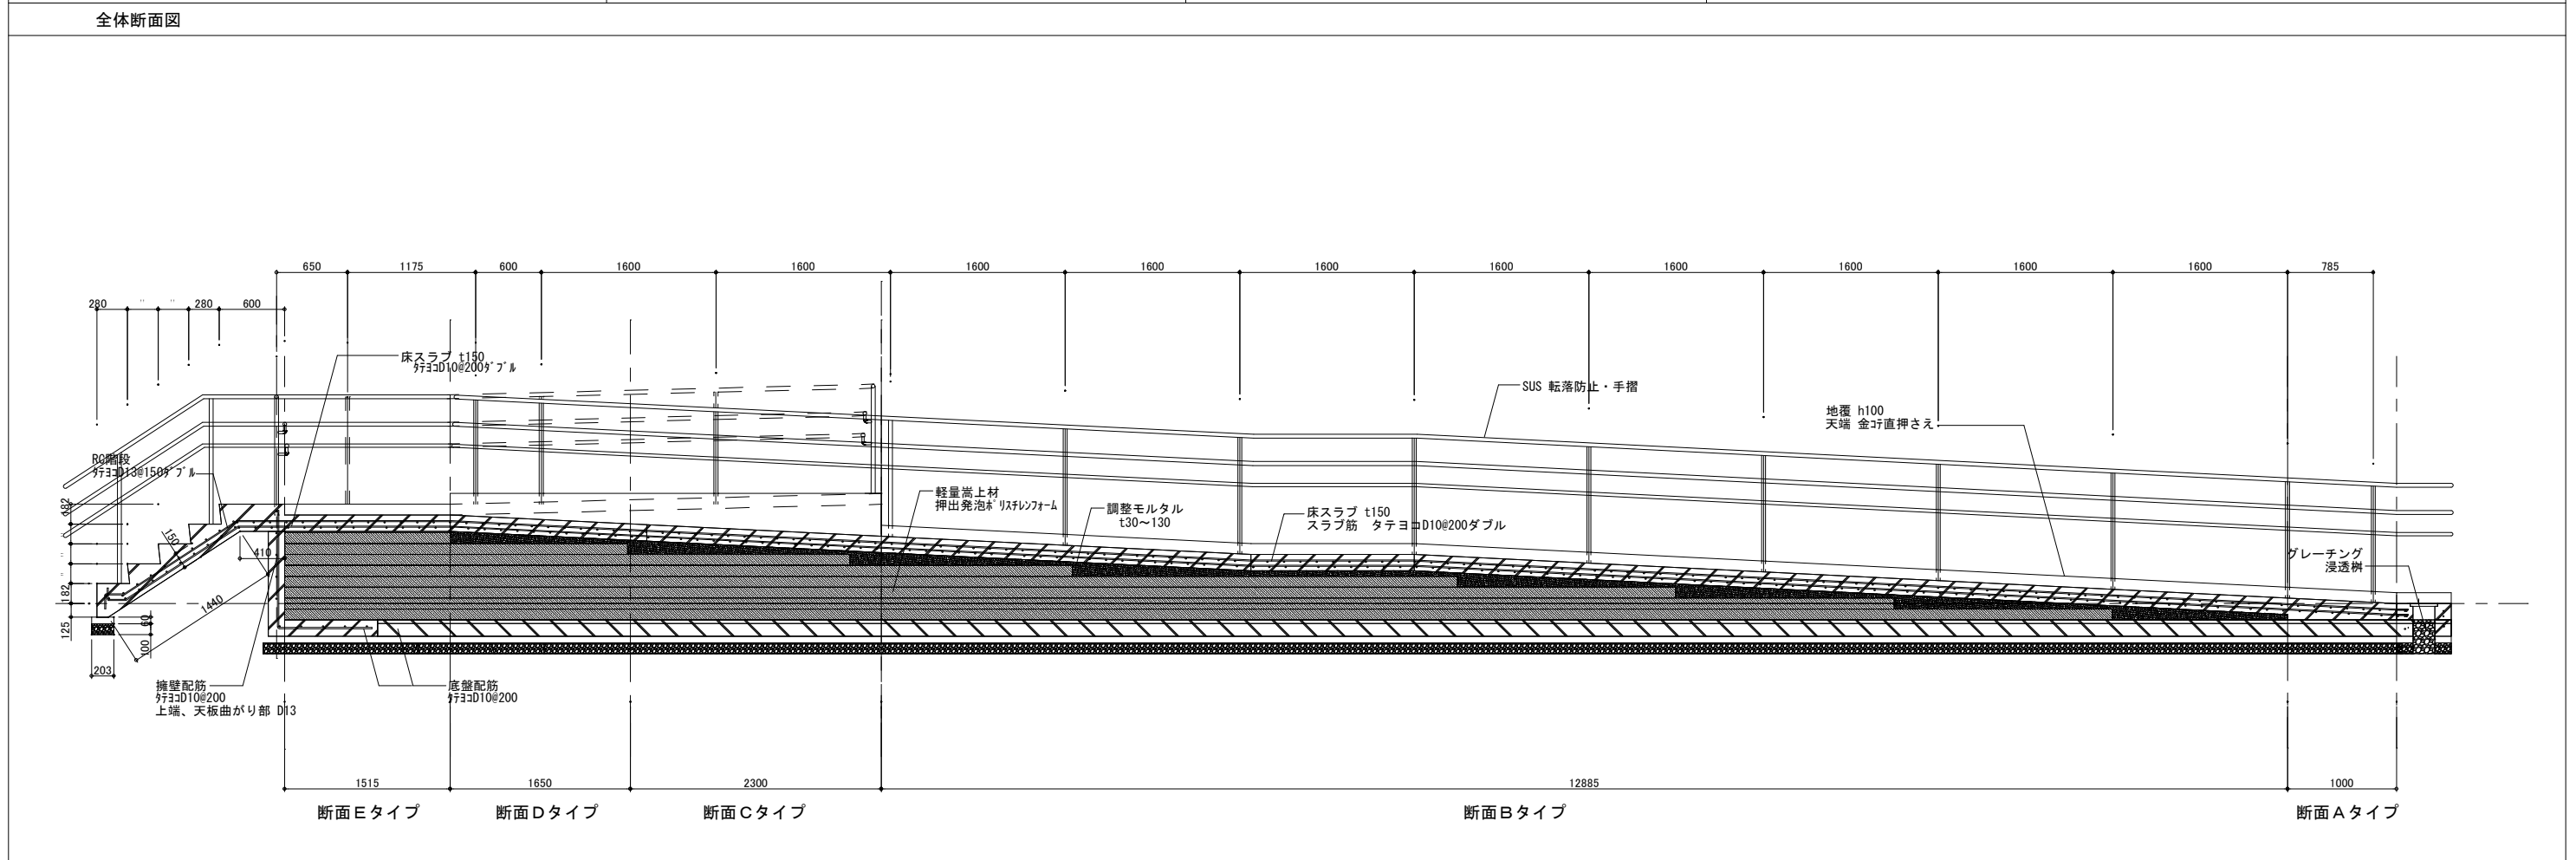 全体断面図
650 1175 600 1600 1600 1600 1600 1600 1600 1600 1600 1600 1600 785
280 〃 〃 280 600
床スラブ t150
ﾀﾃﾖｺD10@200ﾀﾞﾌﾞﾙ
SUS 転落防止・手摺
地覆 h100
天端 金ｺﾃ直押さえ
RC階段
ﾀﾃﾖｺD13@150ﾀﾞﾌﾞﾙ
軽量嵩上材
押出発泡ﾎﾟﾘｽﾁﾚﾝﾌｫｰﾑ
調整モルタル
t30～130
床スラブ t150
スラブ筋 タテヨコD10@200ダブル
グレーチング
浸透桝
182
〃
〃
〃
182
125
150
410
1440
60
100
203
擁壁配筋
ﾀﾃﾖｺD10@200
上端、天板曲がり部 D13
底盤配筋
ﾀﾃﾖｺD10@200
1515 1650 2300 12885 1000
断面Ｅタイプ 断面Ｄタイプ 断面Ｃタイプ 断面Ｂタイプ 断面Ａタイプ